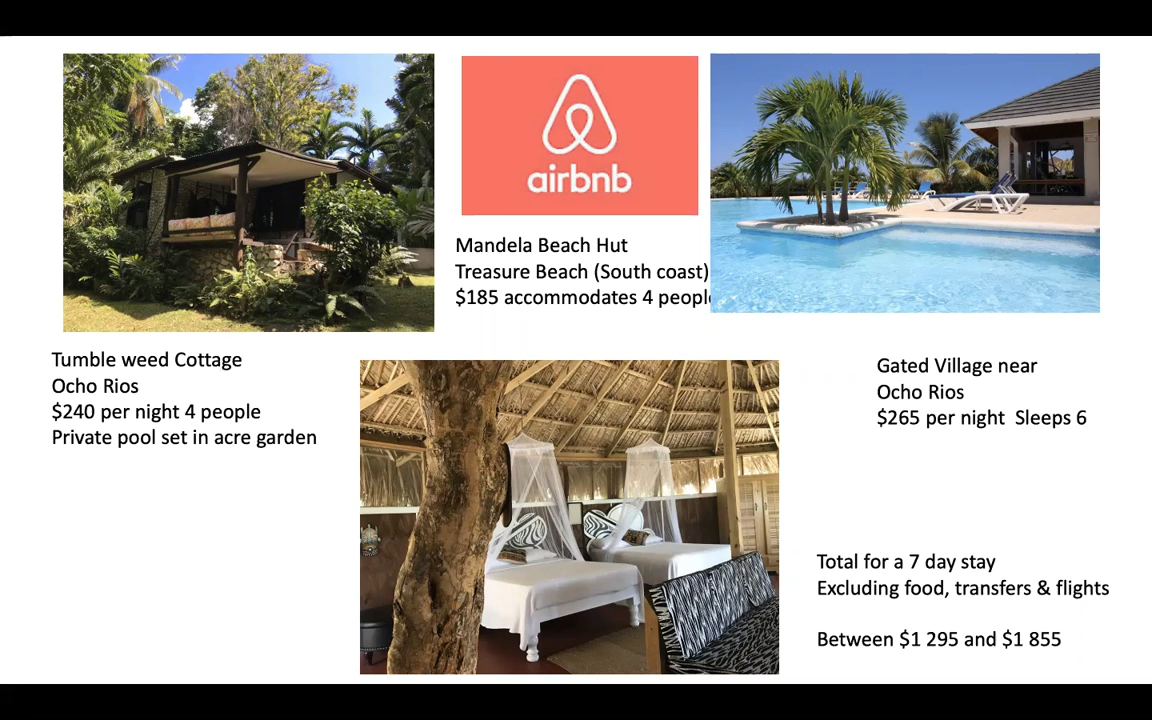 airbnb
Mandela Beach Hut
Treasure Beach (South coast)
$185 accommodates 4 people
Tumble weed Cottage
Ocho Rios
$240 per night 4 people
Private pool set in acre garden
Gated Village near
Ocho Rios
$265 per night  Sleeps 6
Total for a 7 day stay
Excluding food, transfers & flights
Between $1 295 and $1 855